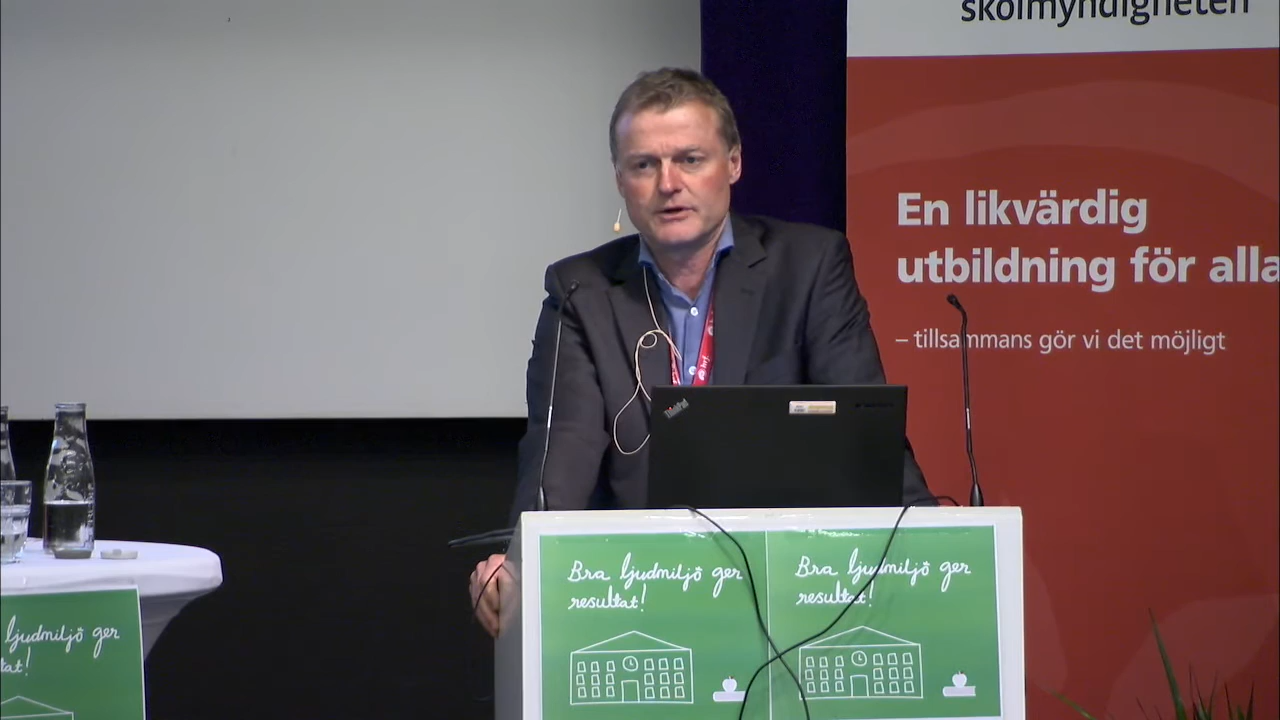 skolmyndigheten
En likvärdig
utbildning för alla
– tillsammans gör vi det möjligt
hrf
ThinkPad
Bra ljudmiljö ger
resultat!
Bra ljudmiljö ger
resultat!
ljudmiljö ger
tat!